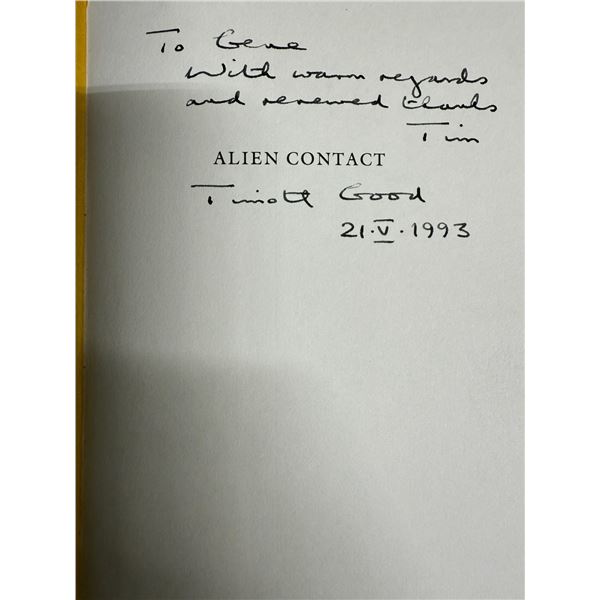 To Gene
With warm regards
and renewed thanks
Tim
ALIEN CONTACT
Timothy Good
21·V·1993